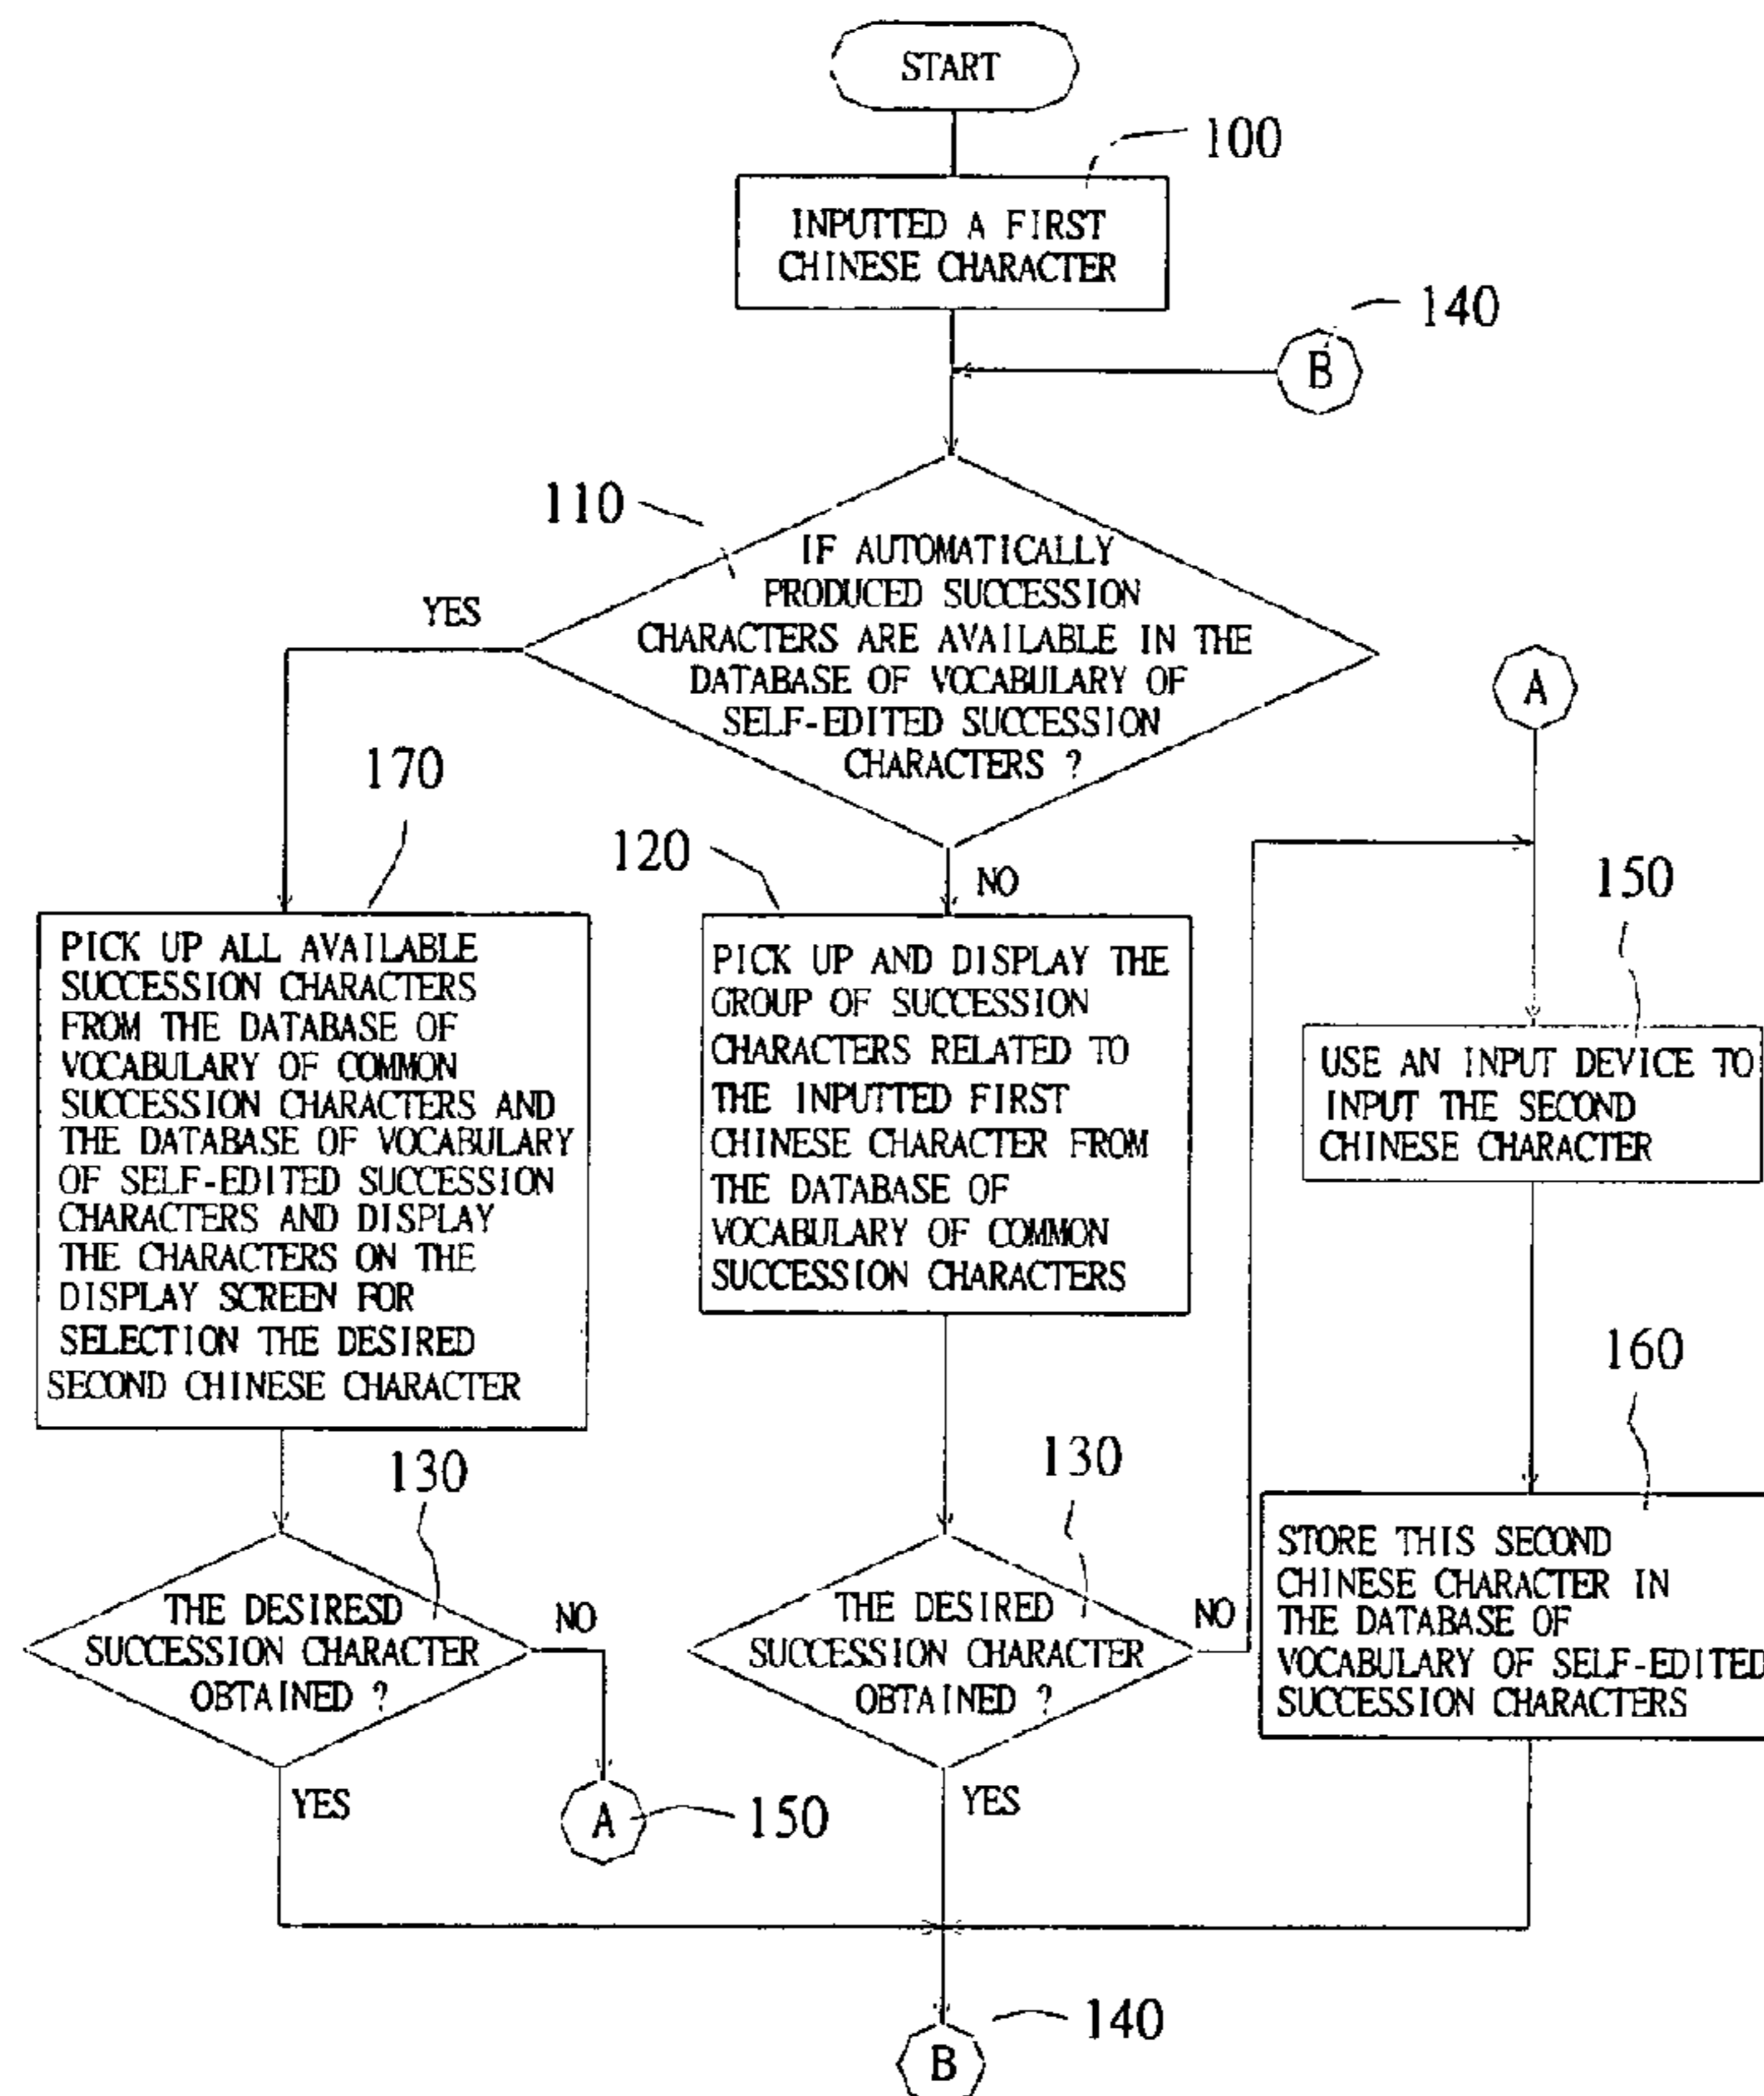 START
100
INPUTTED A FIRST
CHINESE CHARACTER
140
B
110
IF AUTOMATICALLY
PRODUCED SUCCESSION
CHARACTERS ARE AVAILABLE IN THE
DATABASE OF VOCABULARY OF
SELF-EDITED SUCCESSION
CHARACTERS ?
YES
NO
170
PICK UP ALL AVAILABLE
SUCCESSION CHARACTERS
FROM THE DATABASE OF
VOCABULARY OF COMMON
SUCCESSION CHARACTERS AND
THE DATABASE OF VOCABULARY
OF SELF-EDITED SUCCESSION
CHARACTERS AND DISPLAY
THE CHARACTERS ON THE
DISPLAY SCREEN FOR
SELECTION THE DESIRED
SECOND CHINESE CHARACTER
120
PICK UP AND DISPLAY THE
GROUP OF SUCCESSION
CHARACTERS RELATED TO
THE INPUTTED FIRST
CHINESE CHARACTER FROM
THE DATABASE OF
VOCABULARY OF COMMON
SUCCESSION CHARACTERS
A
150
USE AN INPUT DEVICE TO
INPUT THE SECOND
CHINESE CHARACTER
160
STORE THIS SECOND
CHINESE CHARACTER IN
THE DATABASE OF
VOCABULARY OF SELF-EDITED
SUCCESSION CHARACTERS
130
THE DESIRESD
SUCCESSION CHARACTER
OBTAINED ?
NO
YES
A
150
130
THE DESIRED
SUCCESSION CHARACTER
OBTAINED ?
NO
YES
140
B